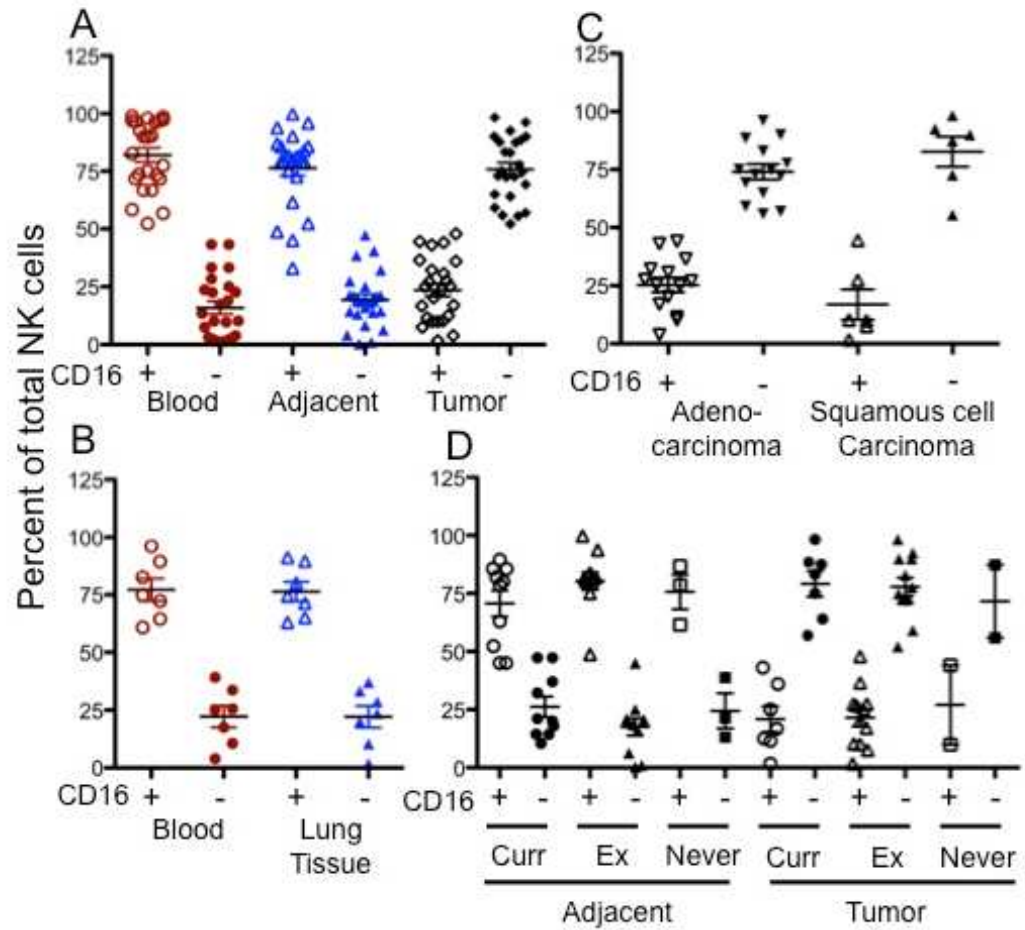 Percent of total NK cells
A
125
100
75
50
25
0
CD16 + - + - + -
Blood Adjacent Tumor
C
125
100
75
50
25
0
CD16 + - + -
Adeno-
carcinoma
Squamous cell
Carcinoma
B
125
100
75
50
25
0
CD16 + - + -
Blood Lung
Tissue
D
125
100
75
50
25
0
CD16 + - + - + - + - + - + -
Curr Ex Never Curr Ex Never
Adjacent Tumor